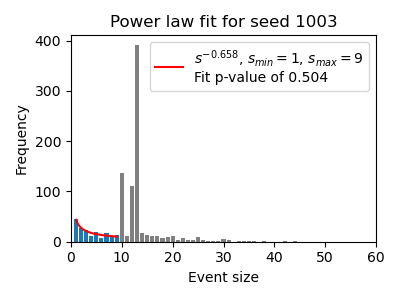 Power law fit for seed 1003
400
300
200
100
0
Frequency
s^{-0.658}, s_{min} = 1, s_{max} = 9
Fit p-value of 0.504
0 10 20 30 40 50 60
Event size